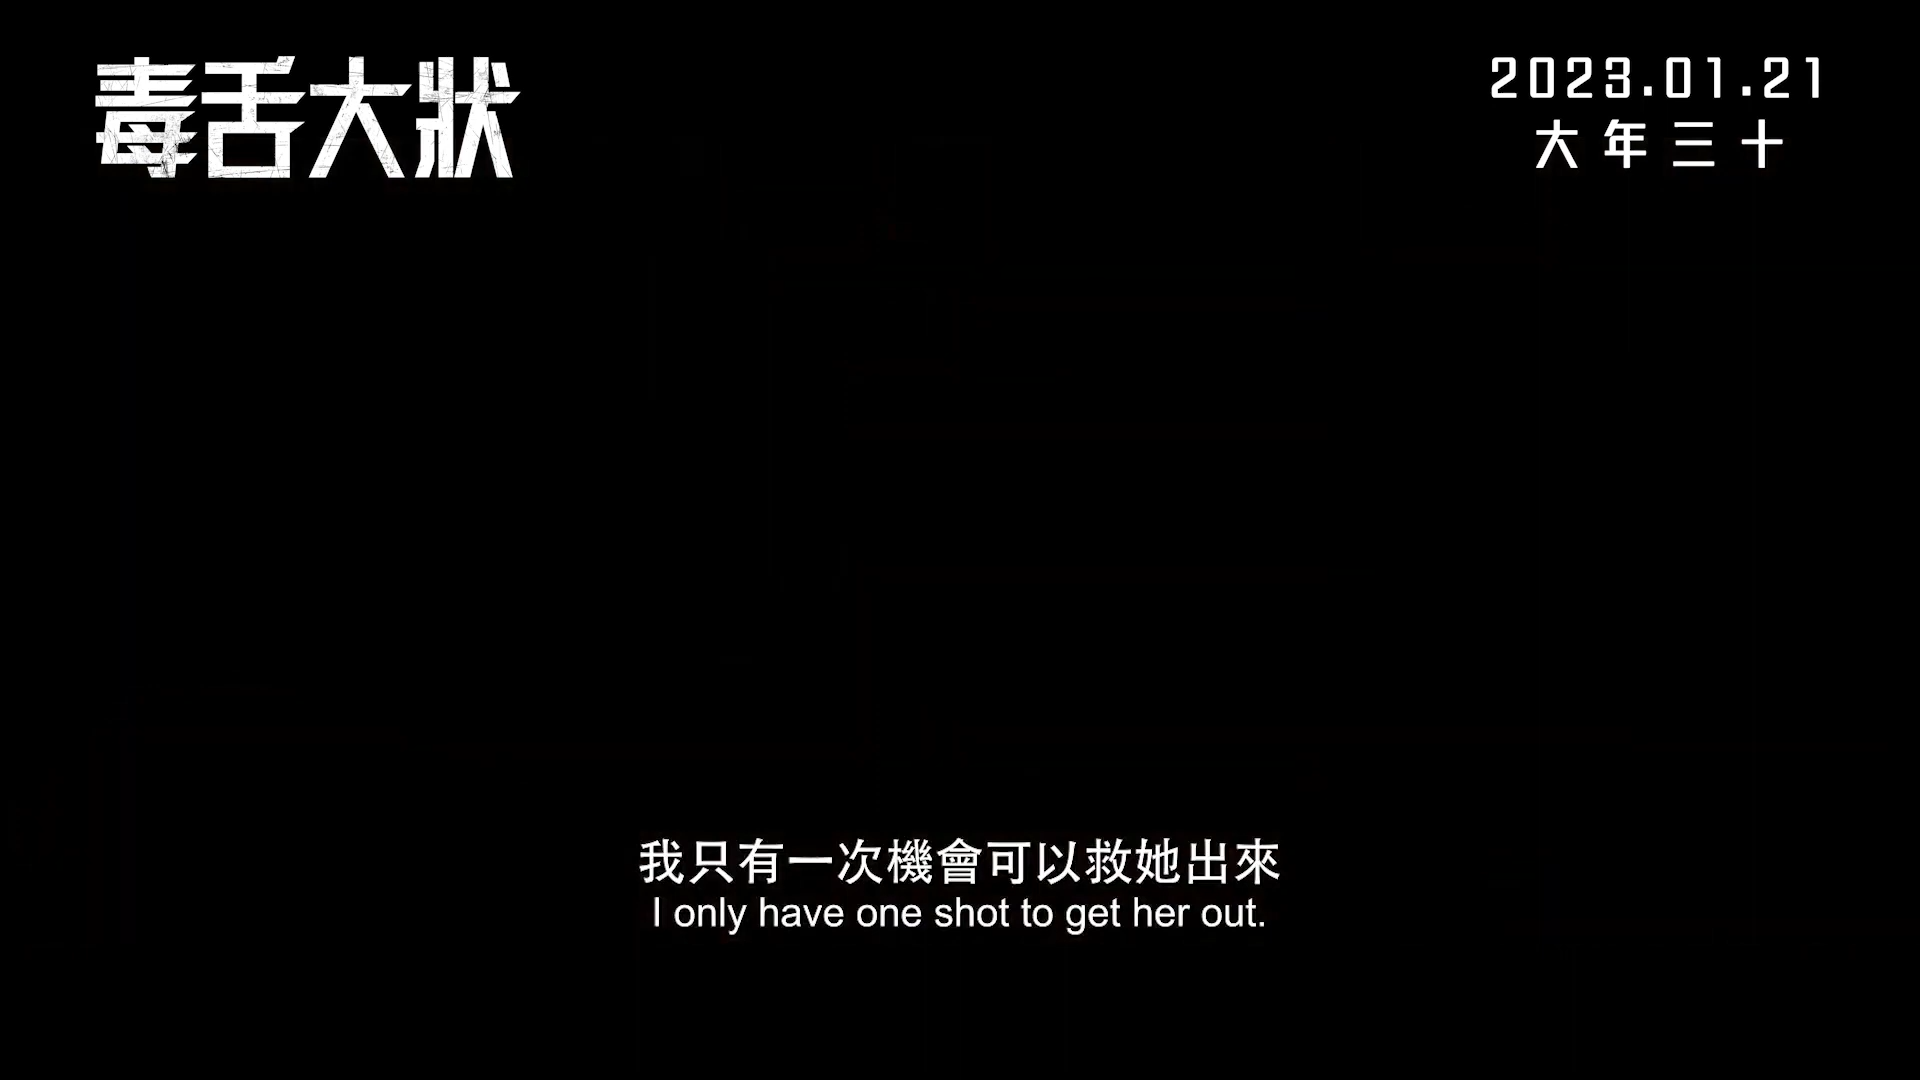 毒舌大狀
2023.01.21
大年三十
我只有一次機會可以救她出來
I only have one shot to get her out.